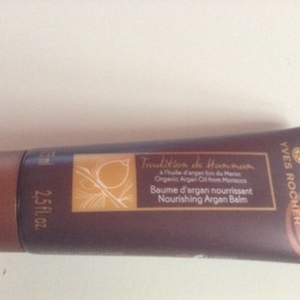 Tradition de Hammam
à l'huile d'argan bio du Maroc
Organic Argan Oil from Morocco
Baume d'argan nourrissant
Nourishing Argan Balm
YVES ROCHER
2.5 fl oz.